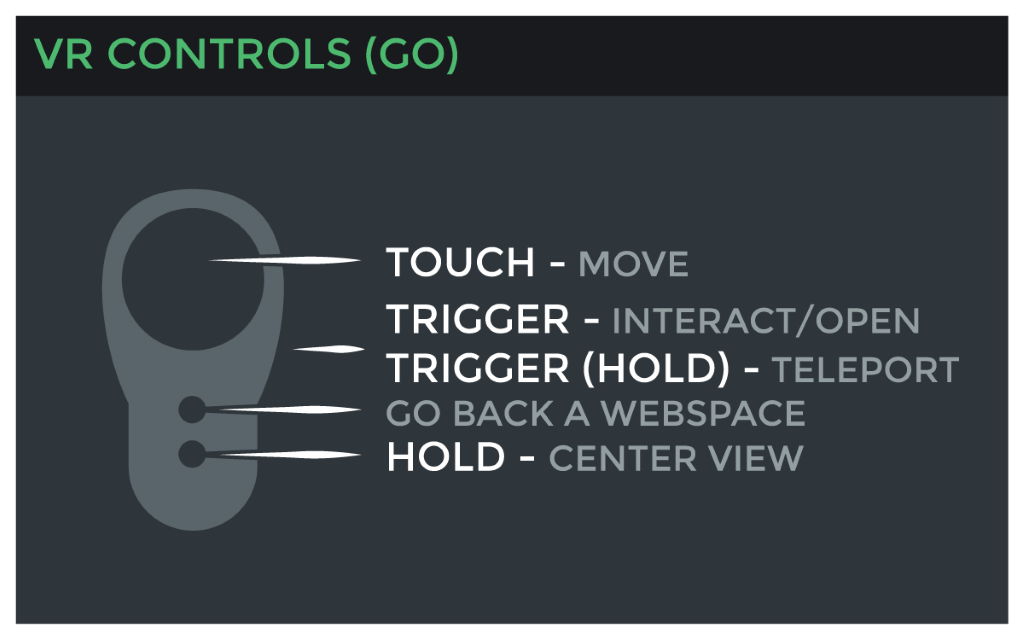 VR CONTROLS (GO)
TOUCH - MOVE
TRIGGER - INTERACT/OPEN
TRIGGER (HOLD) - TELEPORT
GO BACK A WEBSPACE
HOLD - CENTER VIEW